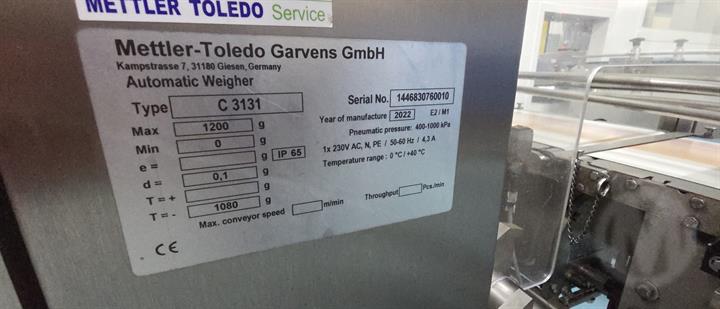 METTLER TOLEDO Service
Mettler-Toledo Garvens GmbH
Kampstrasse 7, 31180 Giesen, Germany
Automatic Weigher
Type C 3131
Max 1200 g
Min 0 g
e = g IP 65
d = 0,1 g
T = + g
T = - 1080 g
Serial No. 1446830760010
Year of manufacture 2022 E2 / M1
Pneumatic pressure: 400-1000 kPa
1x 230V AC, N, PE / 50-60 Hz / 4,3 A
Temperature range : 0 °C / +40 °C
Max. conveyor speed m/min Throughput Pcs./min
CE